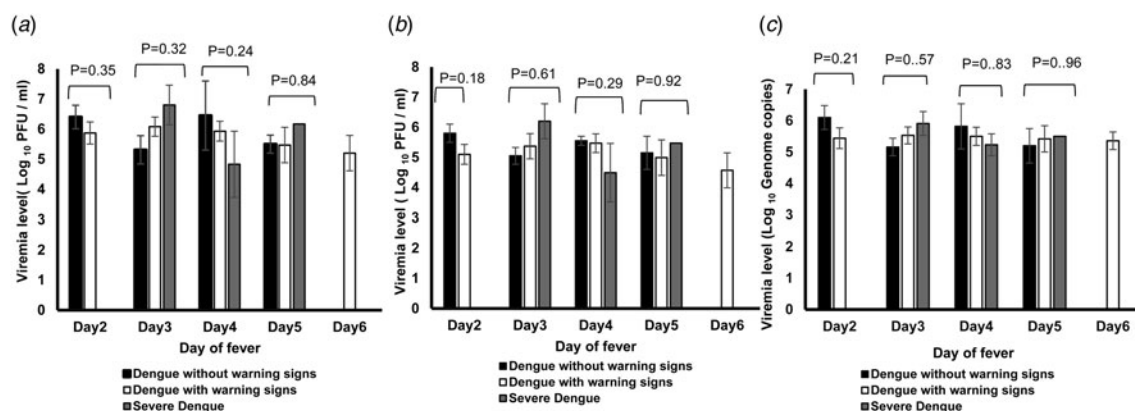 (a)
P=0.35
P=0.32
P=0.24
P=0.84
Viremia level( Log 10 PFU / ml)
8
7
6
5
4
3
2
1
0
Day2 Day3 Day4 Day5 Day6
Day of fever
Dengue without warning signs
Dengue with warning signs
Severe Dengue
(b)
P=0.18
P=0.61
P=0.29
P=0.92
Viremia level ( Log 10 PFU / ml)
8
7
6
5
4
3
2
1
0
Day2 Day3 Day4 Day5 Day6
Day of fever
Dengue without warning signs
Dengue with warning signs
Severe Dengue
(c)
P=0.21
P=0..57
P=0..83
P=0..96
Viremia level (Log 10 Genome copies)
7
6
5
4
3
2
1
0
Day2 Day3 Day4 Day5 Day6
Day of fever
Dengue without warning signs
Dengue with warning signs
Severe Dengue